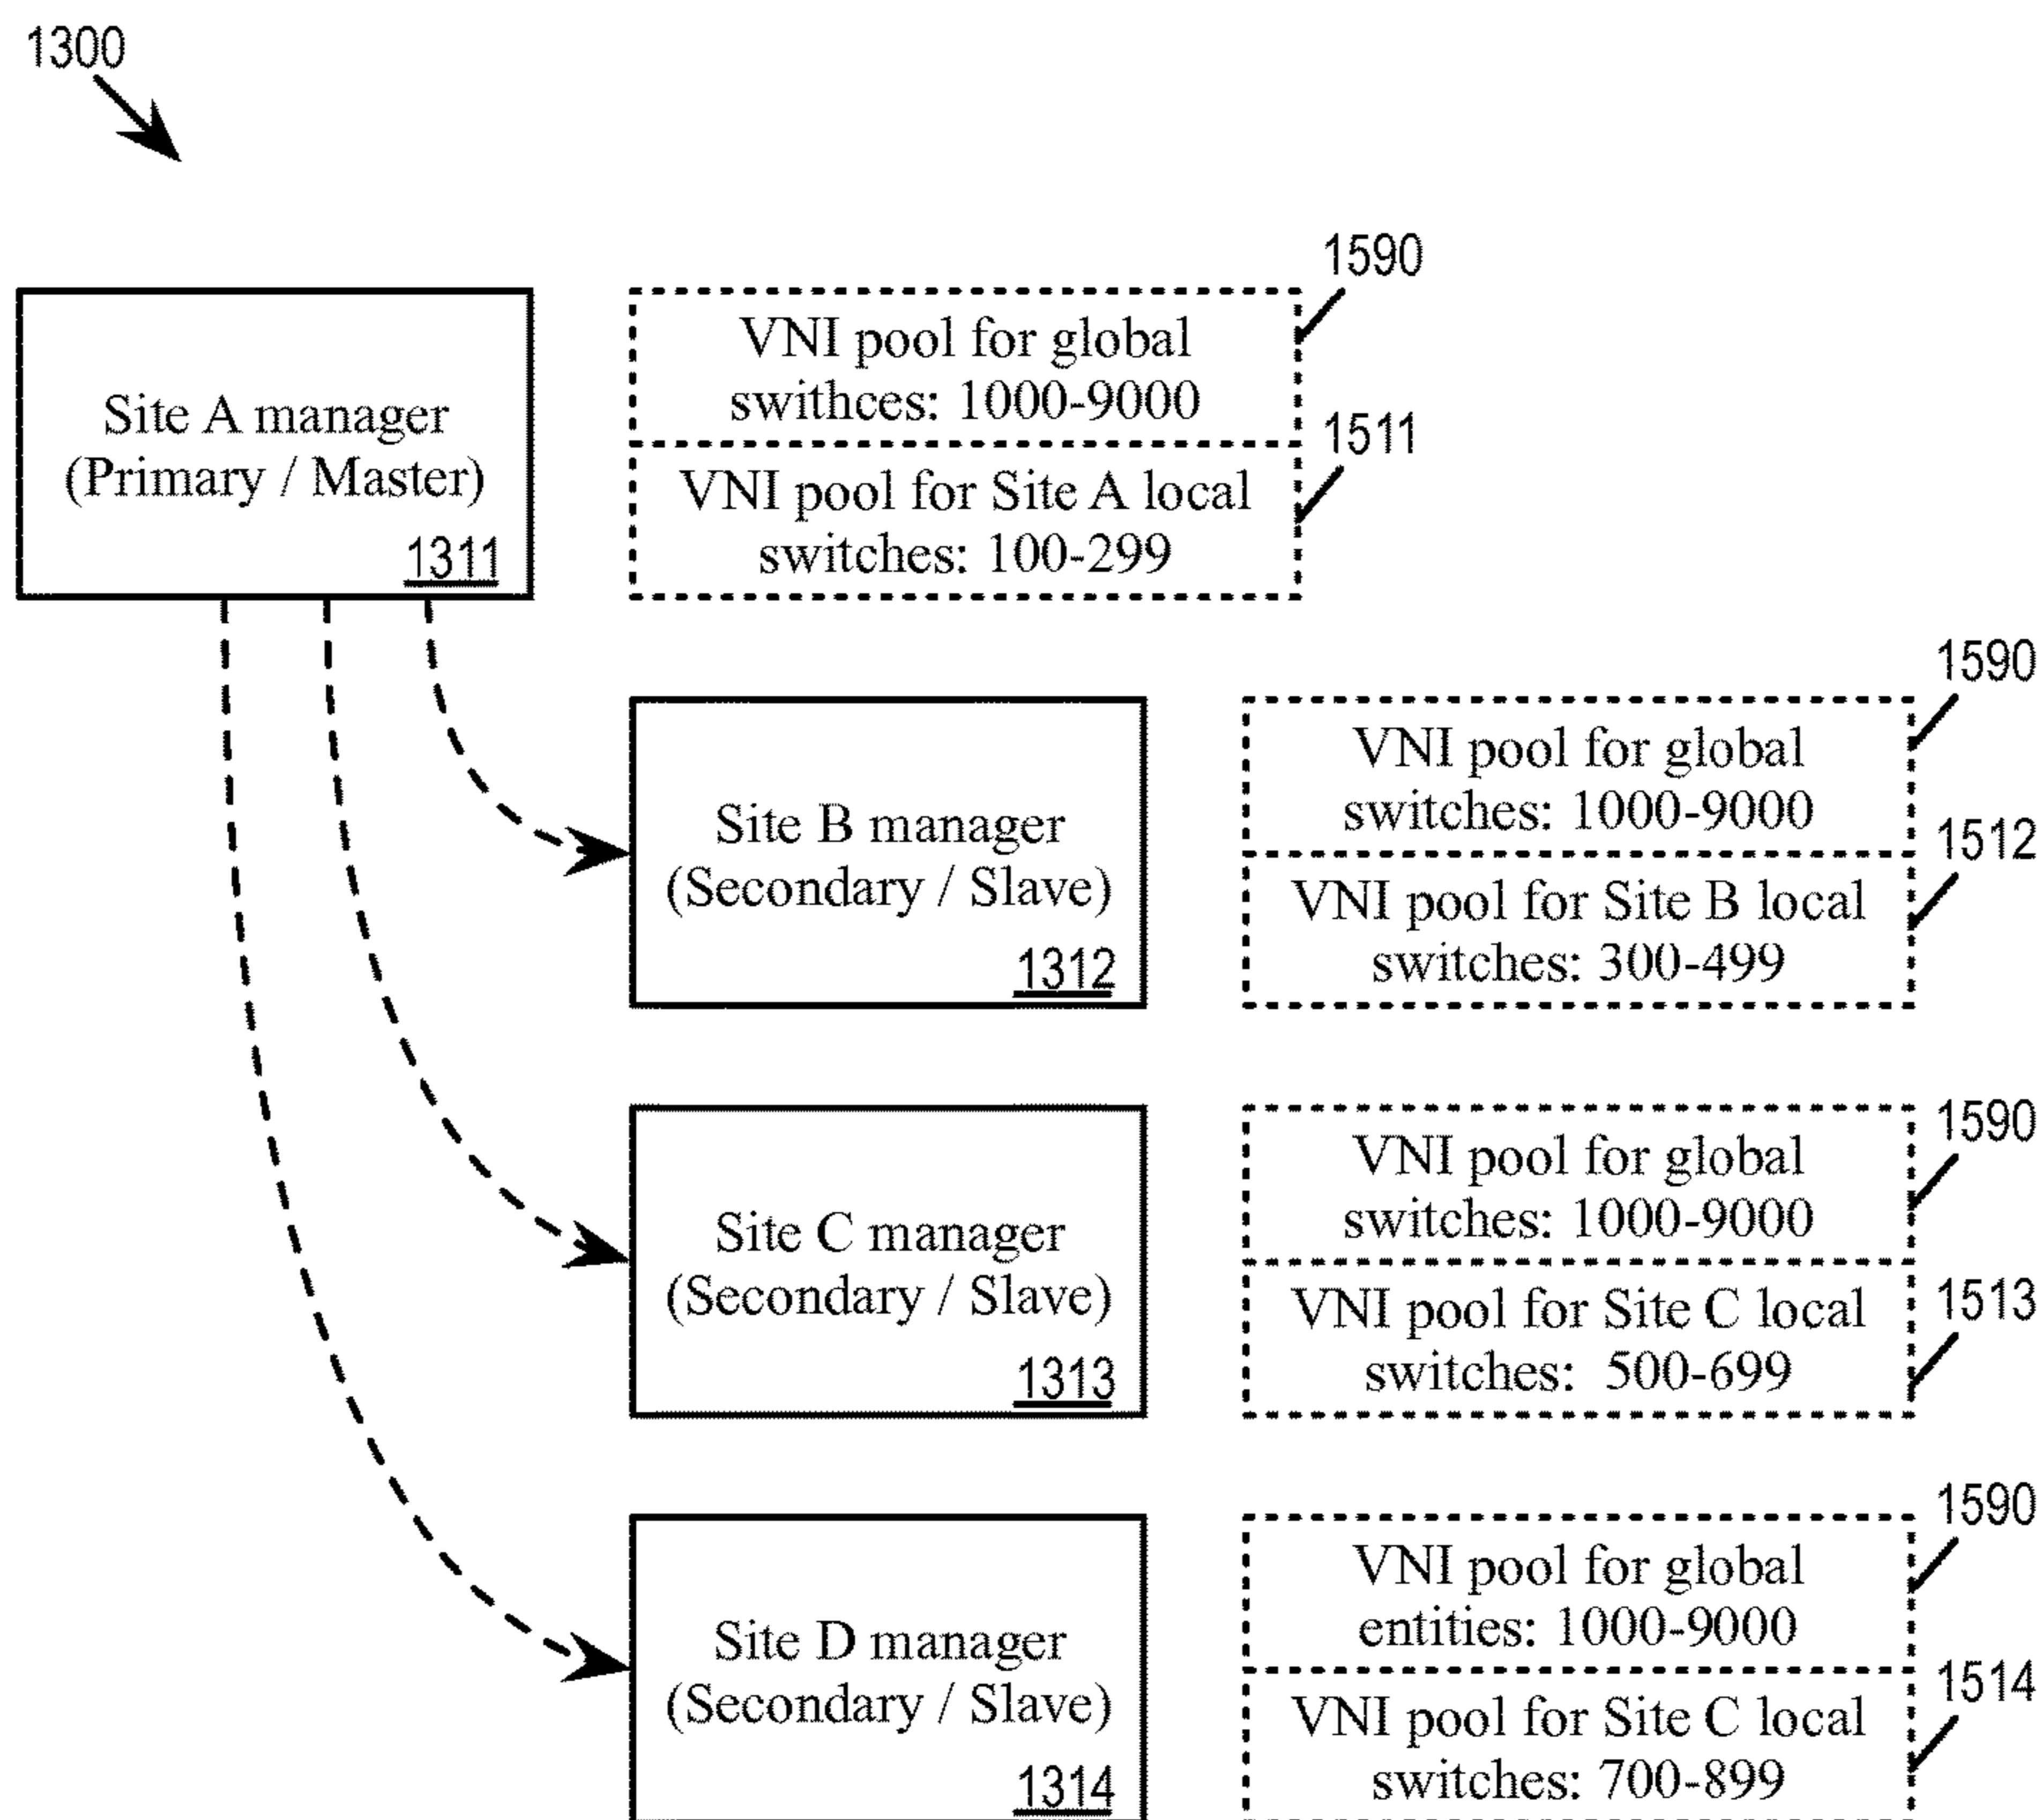 1300
Site A manager
(Primary / Master)
1311
1590
VNI pool for global
swithces: 1000-9000
1511
VNI pool for Site A local
switches: 100-299
Site B manager
(Secondary / Slave)
1312
1590
VNI pool for global
switches: 1000-9000
1512
VNI pool for Site B local
switches: 300-499
Site C manager
(Secondary / Slave)
1313
1590
VNI pool for global
switches: 1000-9000
1513
VNI pool for Site C local
switches: 500-699
Site D manager
(Secondary / Slave)
1314
1590
VNI pool for global
entities: 1000-9000
1514
VNI pool for Site C local
switches: 700-899